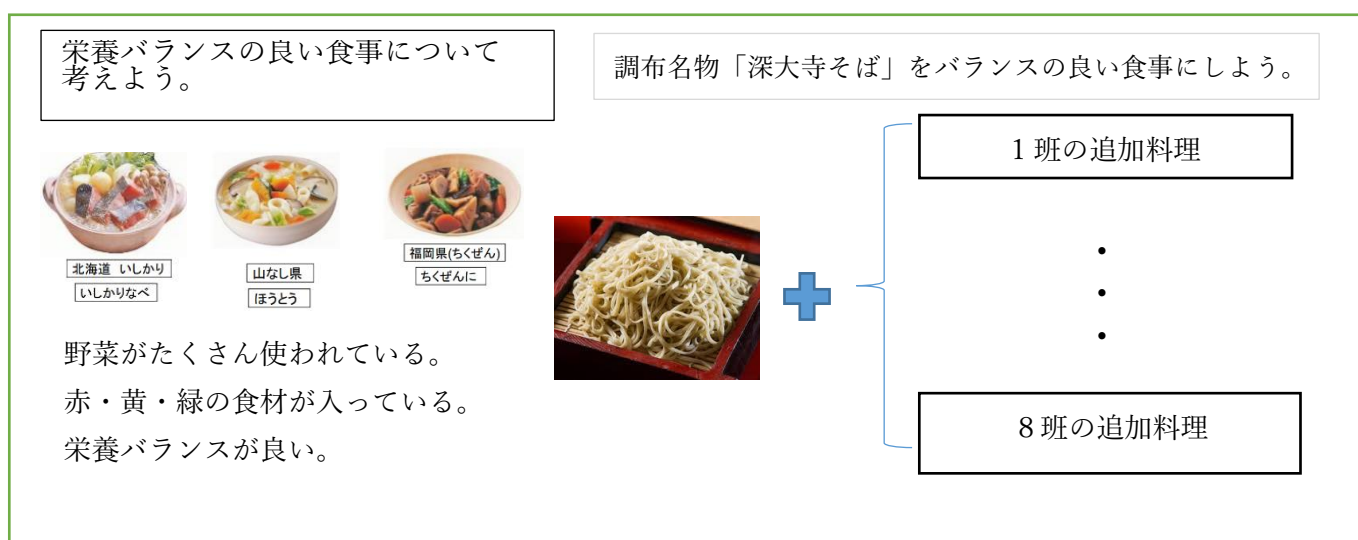 栄養バランスの良い食事について
考えよう。
調布名物「深大寺そば」をバランスの良い食事にしよう。
北海道 いしかり
いしかりなべ
山なし県
ほうとう
福岡県(ちくぜん)
ちくぜんに
野菜がたくさん使われている。
赤・黄・緑の食材が入っている。
栄養バランスが良い。
１班の追加料理
・
・
・
８班の追加料理